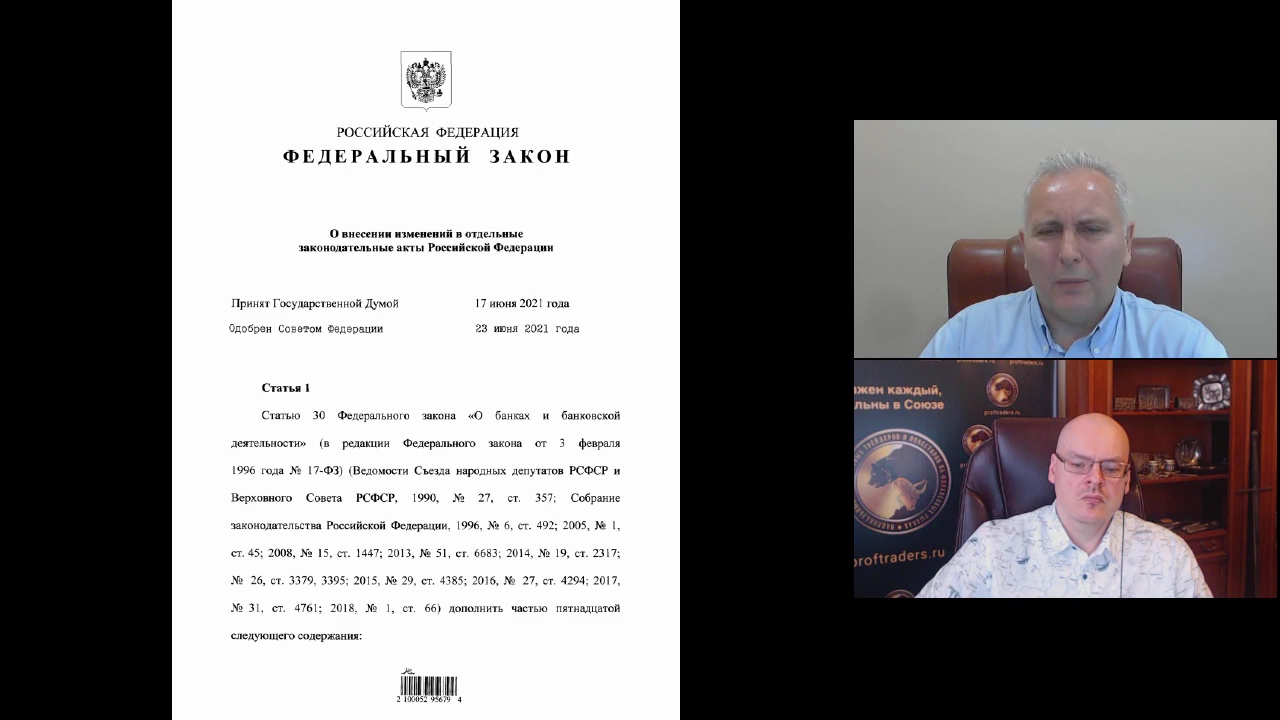 РОССИЙСКАЯ ФЕДЕРАЦИЯ
ФЕДЕРАЛЬНЫЙ ЗАКОН
О внесении изменений в отдельные
законодательные акты Российской Федерации
Принят Государственной Думой 17 июня 2021 года
Одобрен Советом Федерации 23 июня 2021 года
Статья 1
Статью 30 Федерального закона «О банках и банковской
деятельности» (в редакции Федерального закона от 3 февраля
1996 года № 17-ФЗ) (Ведомости Съезда народных депутатов РСФСР и
Верховного Совета РСФСР, 1990, № 27, ст. 357; Собрание
законодательства Российской Федерации, 1996, № 6, ст. 492; 2005, № 1,
ст. 45; 2008, № 15, ст. 1447; 2013, № 51, ст. 6683; 2014, № 19, ст. 2317;
№ 26, ст. 3379, 3395; 2015, № 29, ст. 4385; 2016, № 27, ст. 4294; 2017,
№ 31, ст. 4761; 2018, № 1, ст. 66) дополнить частью пятнадцатой
следующего содержания:
2 100052 95679 4
proftraders.ru
ажен каждый,
льны в Союзе
proftraders.ru
proftraders.ru